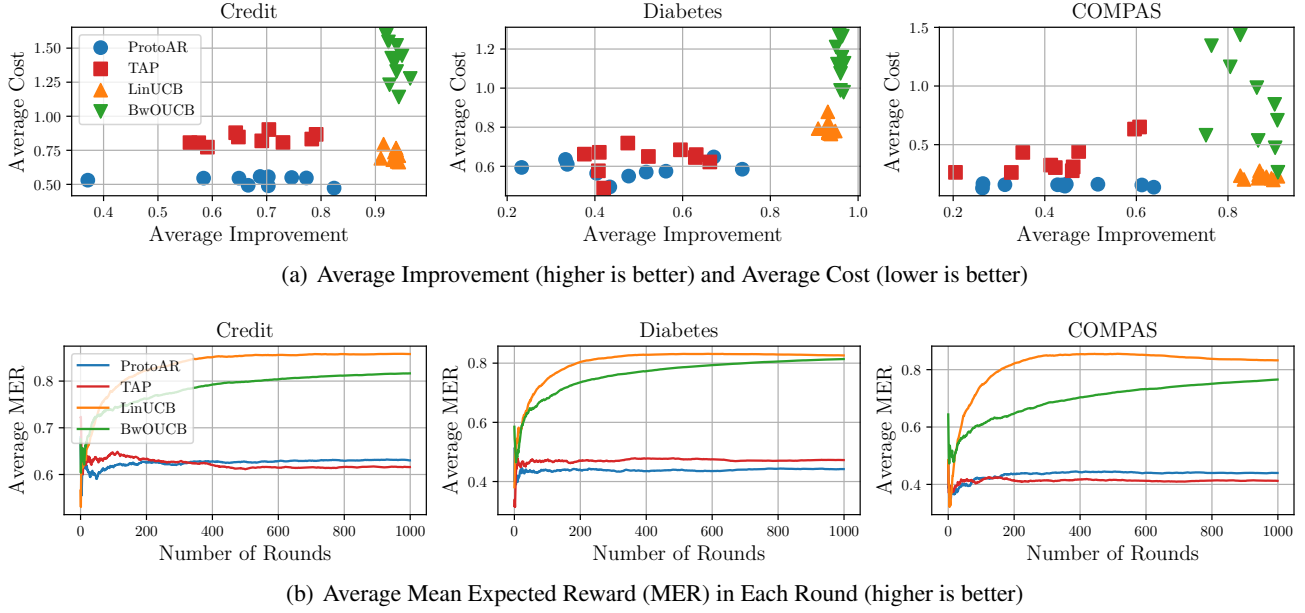 Credit
Average Cost
1.50
1.25
1.00
0.75
0.50
ProtoAR
TAP
LinUCB
BwOUCB
0.4 0.5 0.6 0.7 0.8 0.9
Average Improvement
Diabetes
Average Cost
1.2
1.0
0.8
0.6
0.2 0.4 0.6 0.8 1.0
Average Improvement
COMPAS
Average Cost
1.5
1.0
0.5
0.0
0.2 0.4 0.6 0.8
Average Improvement
(a) Average Improvement (higher is better) and Average Cost (lower is better)
Credit
Average MER
0.8
0.7
0.6
ProtoAR
TAP
LinUCB
BwOUCB
0 200 400 600 800 1000
Number of Rounds
Diabetes
Average MER
0.8
0.6
0.4
0 200 400 600 800 1000
Number of Rounds
COMPAS
Average MER
0.8
0.6
0.4
0 200 400 600 800 1000
Number of Rounds
(b) Average Mean Expected Reward (MER) in Each Round (higher is better)